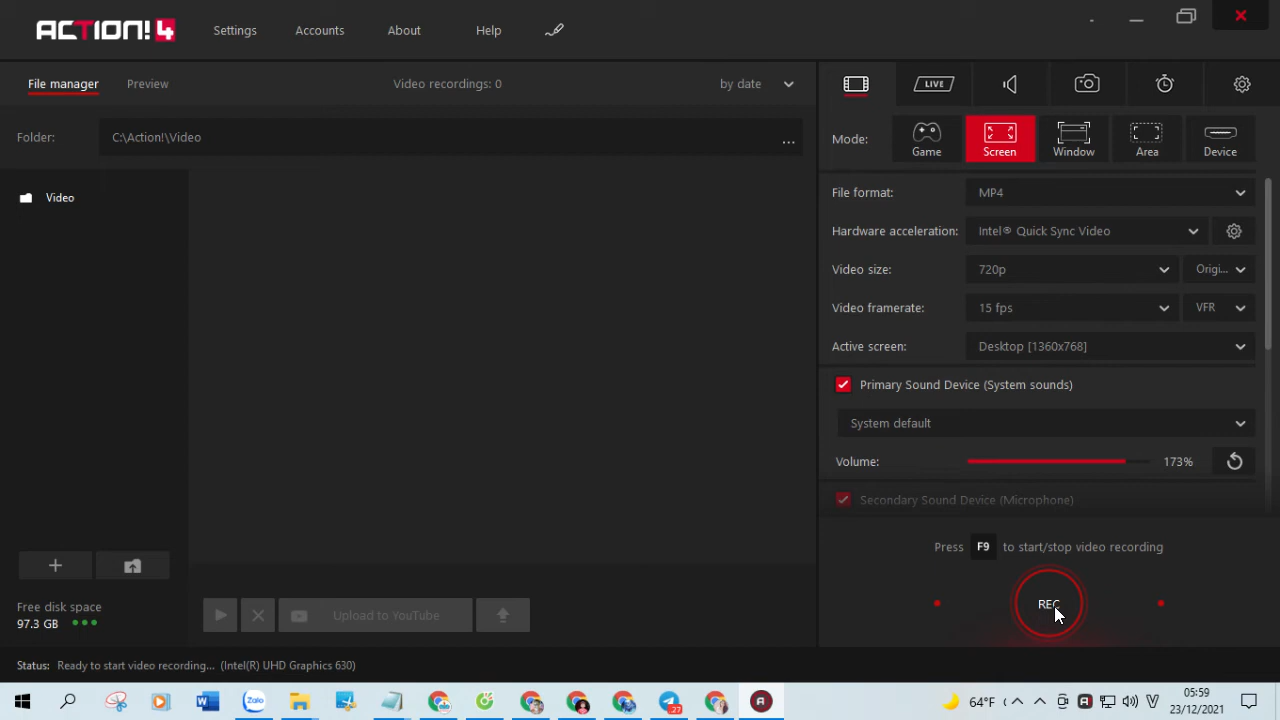 ACTION! 4 Settings Accounts About Help
File manager Preview Video recordings: 0 by date LIVE
Folder: C:\Action!\Video ...
Mode: Game Screen Window Area Device
Video
File format: MP4
Hardware acceleration: Intel® Quick Sync Video
Video size: 720p Origi...
Video framerate: 15 fps VFR
Active screen: Desktop [1360x768]
Primary Sound Device (System sounds)
System default
Volume: 173%
Secondary Sound Device (Microphone)
Press F9 to start/stop video recording
REC
Free disk space
97.3 GB
Upload to YouTube
Status: Ready to start video recording... (Intel(R) UHD Graphics 630)
Zalo
27
64°F
05:59
23/12/2021